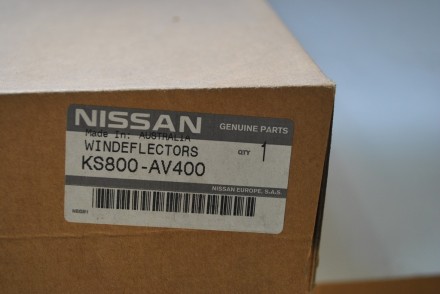 NISSAN
GENUINE PARTS
Made In: AUSTRALIA
WINDEFLECTORS
QTY 1
KS800-AV400
NISSAN EUROPE, S.A.S.